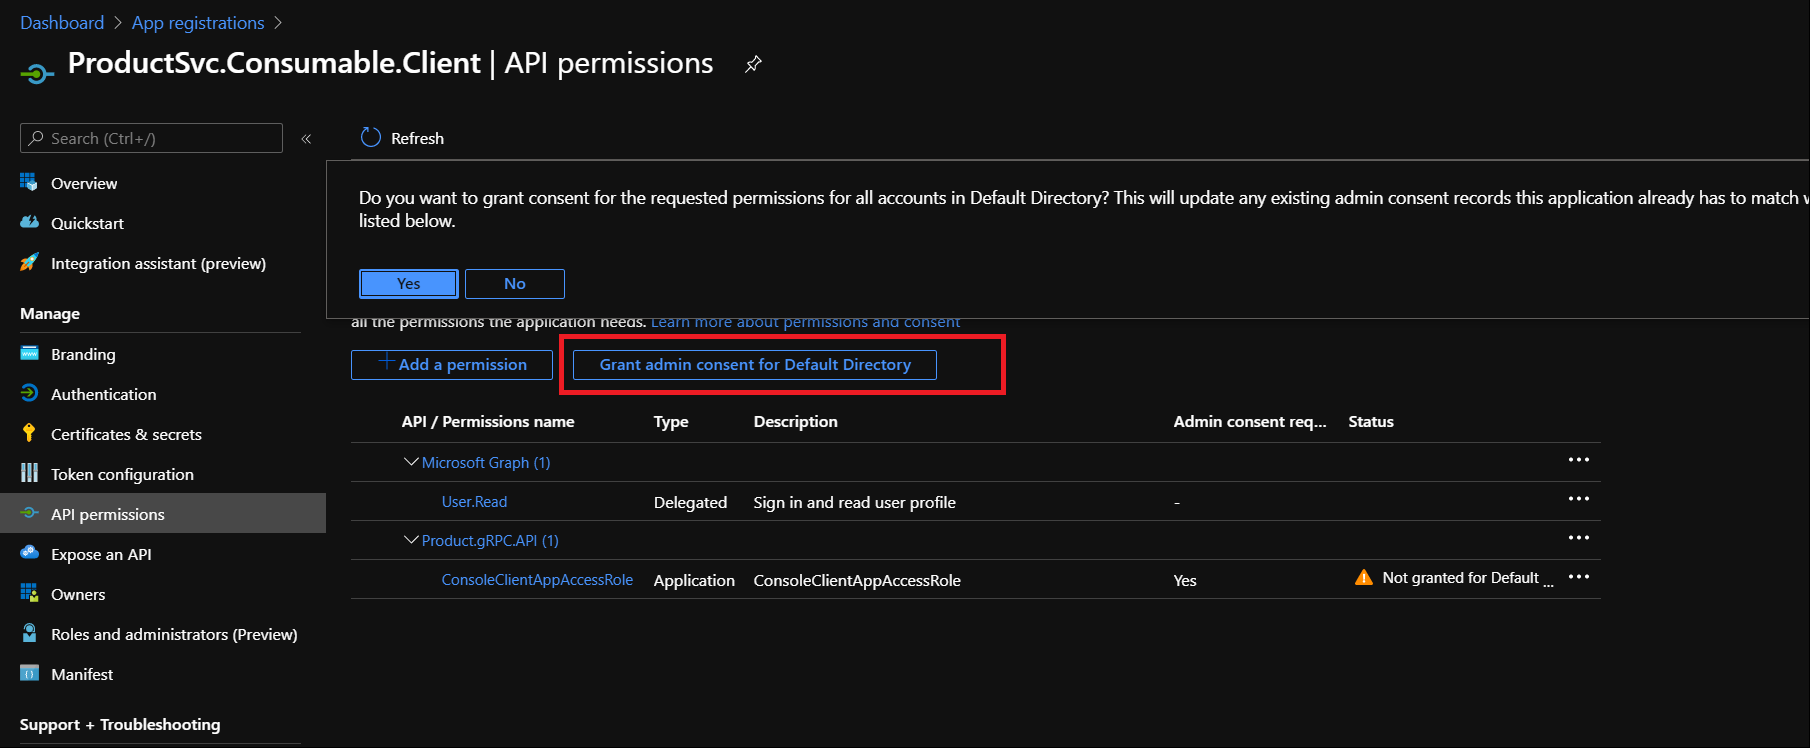 Dashboard > App registrations >
ProductSvc.Consumable.Client | API permissions
Search (Ctrl+/)
«
Overview
Quickstart
Integration assistant (preview)
Manage
Branding
Authentication
Certificates & secrets
Token configuration
API permissions
Expose an API
Owners
Roles and administrators (Preview)
Manifest
Support + Troubleshooting
Refresh
Do you want to grant consent for the requested permissions for all accounts in Default Directory? This will update any existing admin consent records this application already has to match
listed below.
Yes No
all the permissions the application needs. Learn more about permissions and consent
+ Add a permission Grant admin consent for Default Directory
API / Permissions name Type Description Admin consent req... Status
Microsoft Graph (1) ...
User.Read Delegated Sign in and read user profile - ...
Product.gRPC.API (1) ...
ConsoleClientAppAccessRole Application ConsoleClientAppAccessRole Yes Not granted for Default ... ...